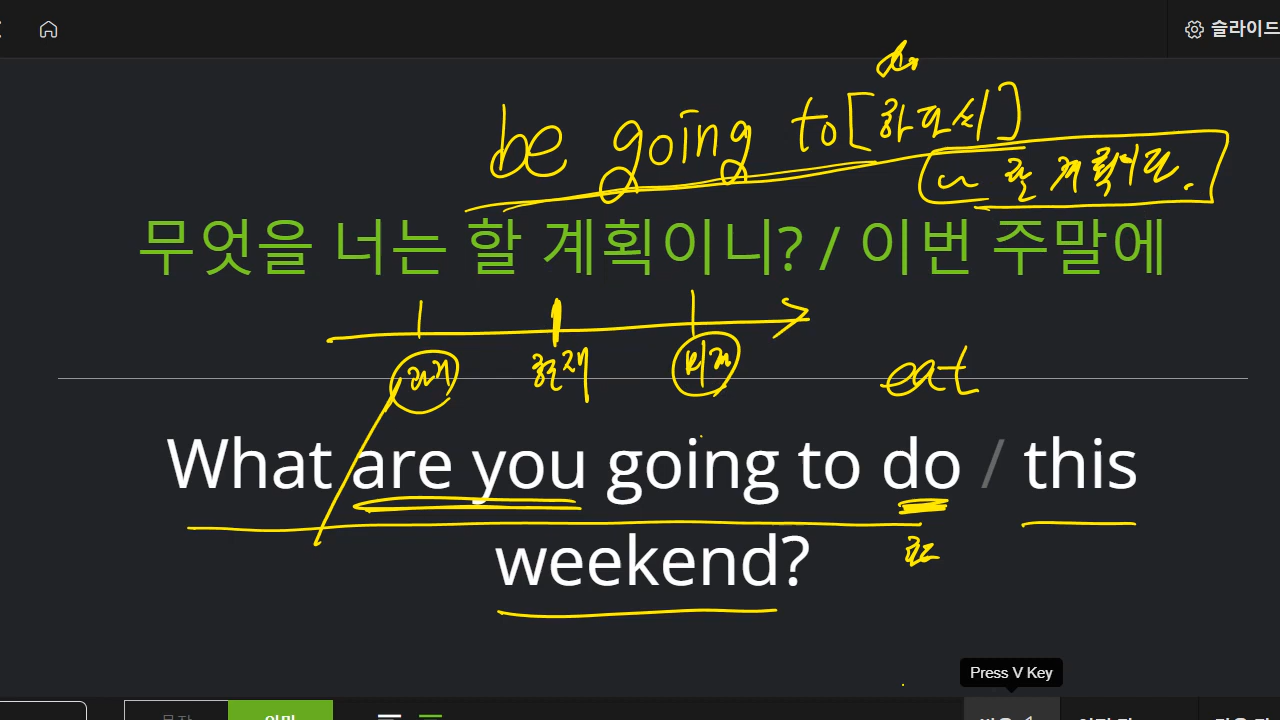 슬라이드
be going to [하므씨]
~ 할 계획이다.
무엇을 너는 할 계획이니? / 이번 주말에
과거 현재 미래
eat
What are you going to do / this
weekend?
Press V Key